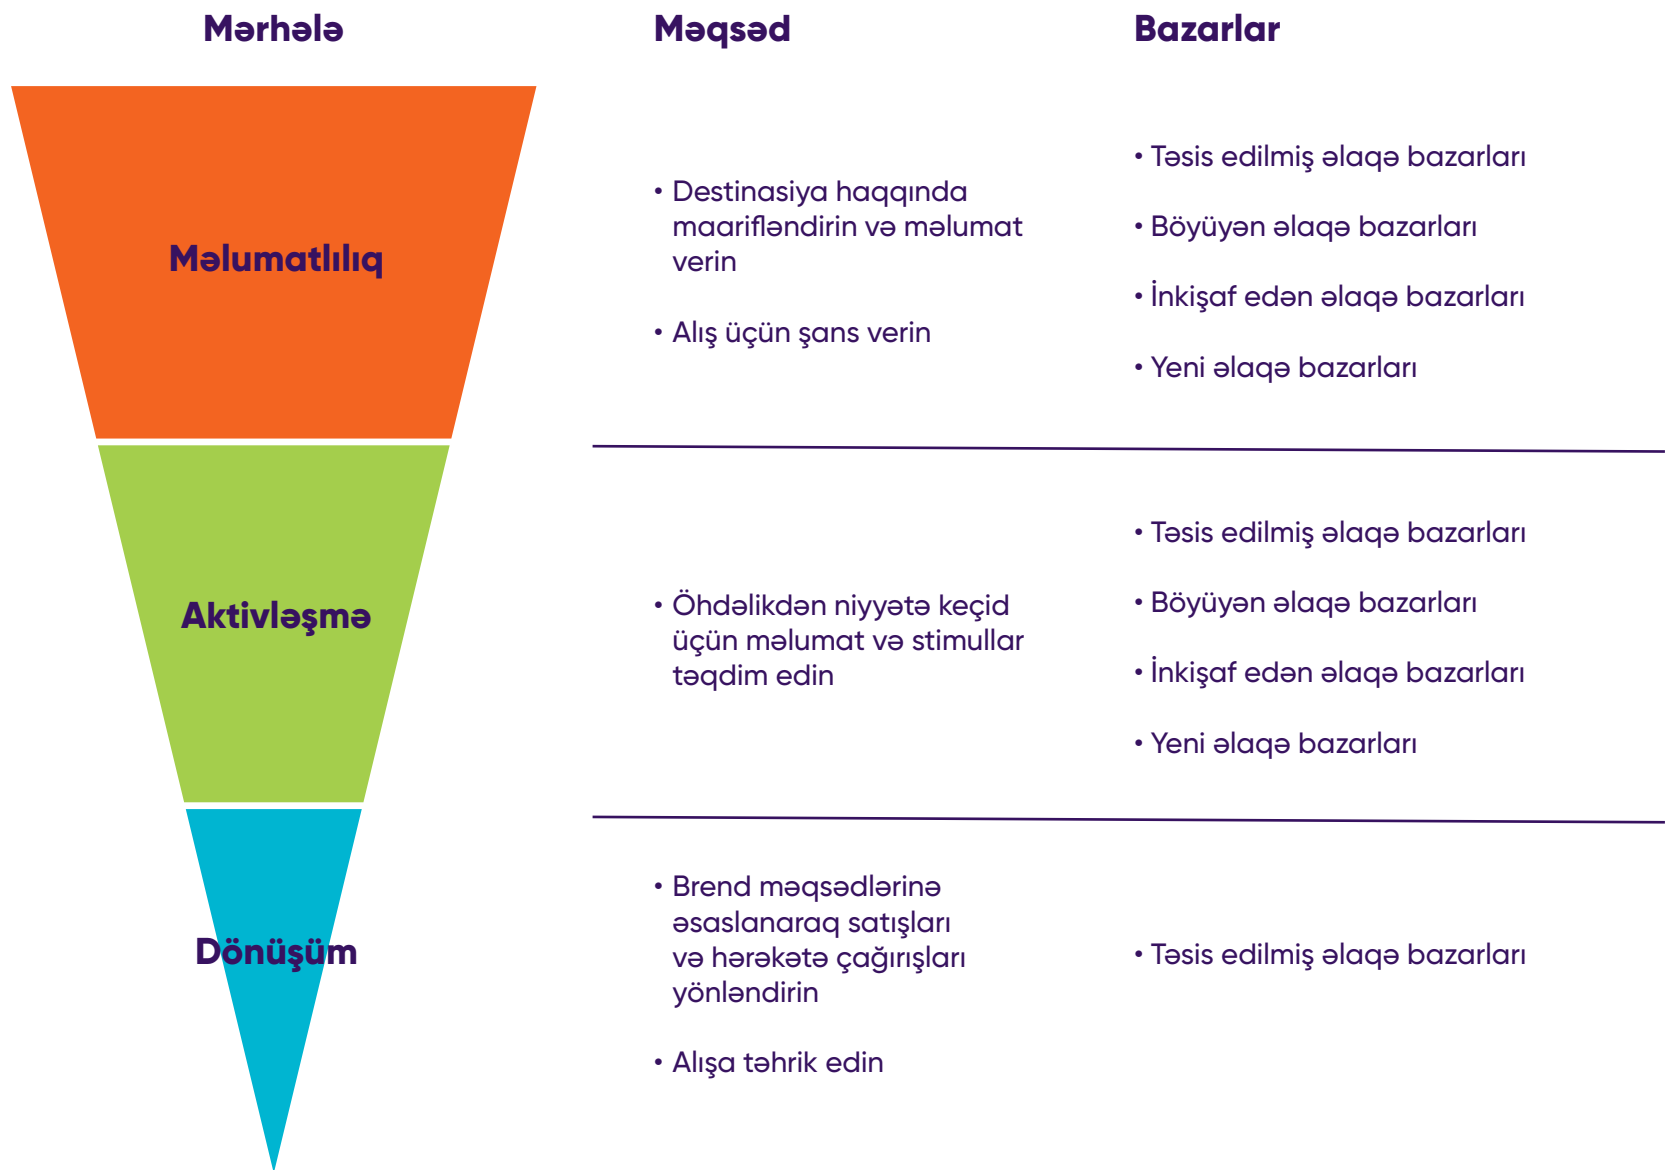 Mərhələ
Məqsəd
Bazarlar
Məlumatlılıq
• Destinasiya haqqında
maarifləndirin və məlumat
verin
• Alış üçün şans verin
• Təsis edilmiş əlaqə bazarları
• Böyüyən əlaqə bazarları
• İnkişaf edən əlaqə bazarları
• Yeni əlaqə bazarları
Aktivləşmə
• Öhdəlikdən niyyətə keçid
üçün məlumat və stimullar
təqdim edin
• Təsis edilmiş əlaqə bazarları
• Böyüyən əlaqə bazarları
• İnkişaf edən əlaqə bazarları
• Yeni əlaqə bazarları
Dönüşüm
• Brend məqsədlərinə
əsaslanaraq satışları
və hərəkətə çağırışları
yönləndirin
• Alışa təhrik edin
• Təsis edilmiş əlaqə bazarları